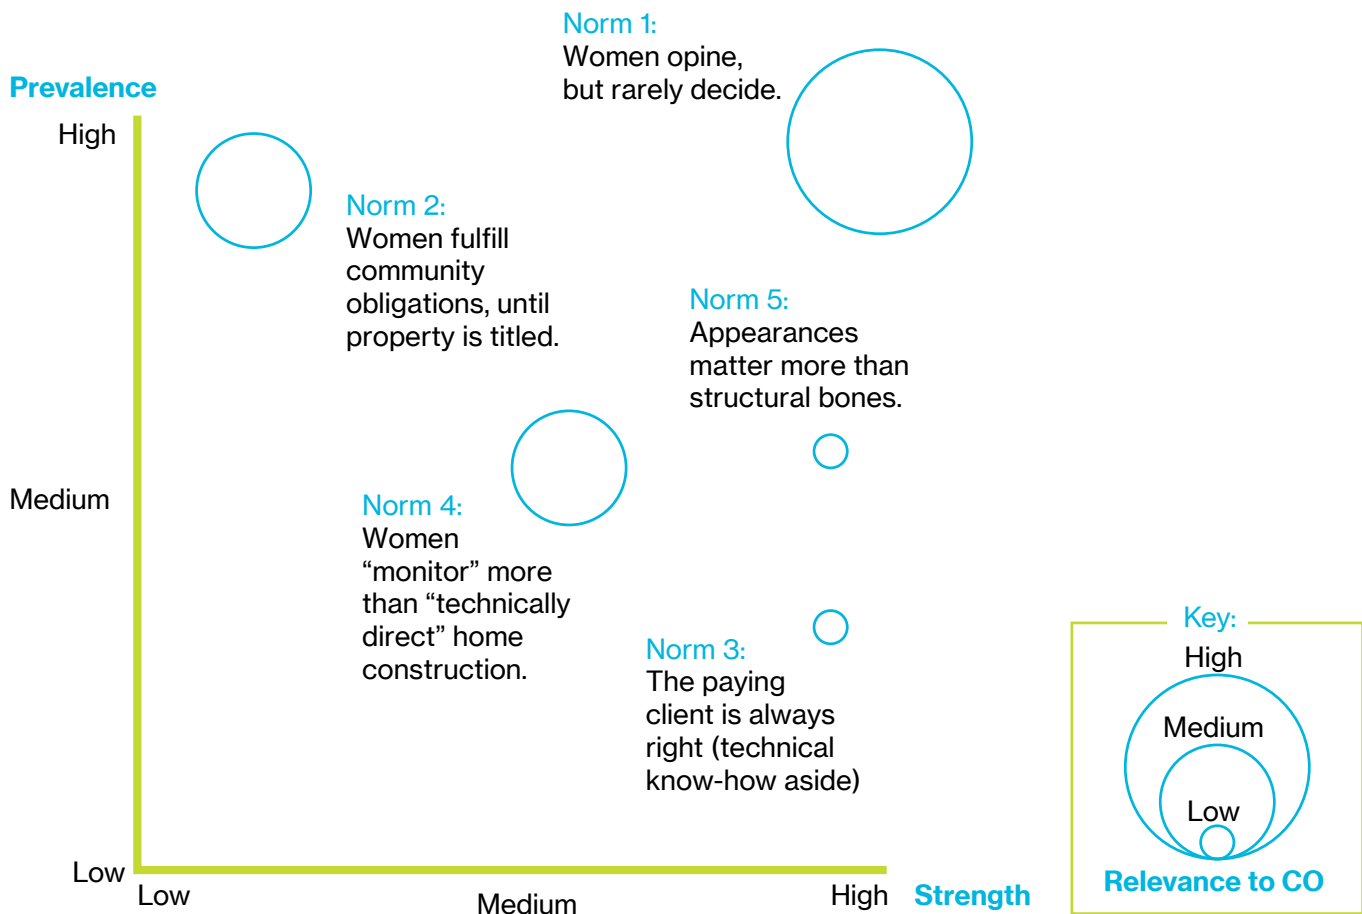 Norm 1:
Women opine,
but rarely decide.
Prevalence
High
Norm 2:
Women fulfill
community
obligations, until
property is titled.
Norm 5:
Appearances
matter more than
structural bones.
Medium
Norm 4:
Women
“monitor” more
than “technically
direct” home
construction.
Norm 3:
The paying
client is always
right (technical
know-how aside)
Key:
High
Medium
Low
Relevance to CO
Low
Low
Medium
High
Strength